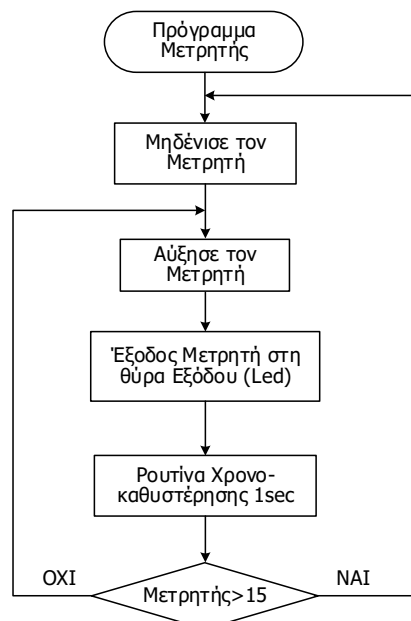 Πρόγραμμα
Μετρητής
Μηδένισε τον
Μετρητή
Αύξησε τον
Μετρητή
Έξοδος Μετρητή στη
θύρα Εξόδου (Led)
Ρουτίνα Χρονο-
καθυστέρησης 1sec
ΟΧΙ
ΝΑΙ
Μετρητής>15